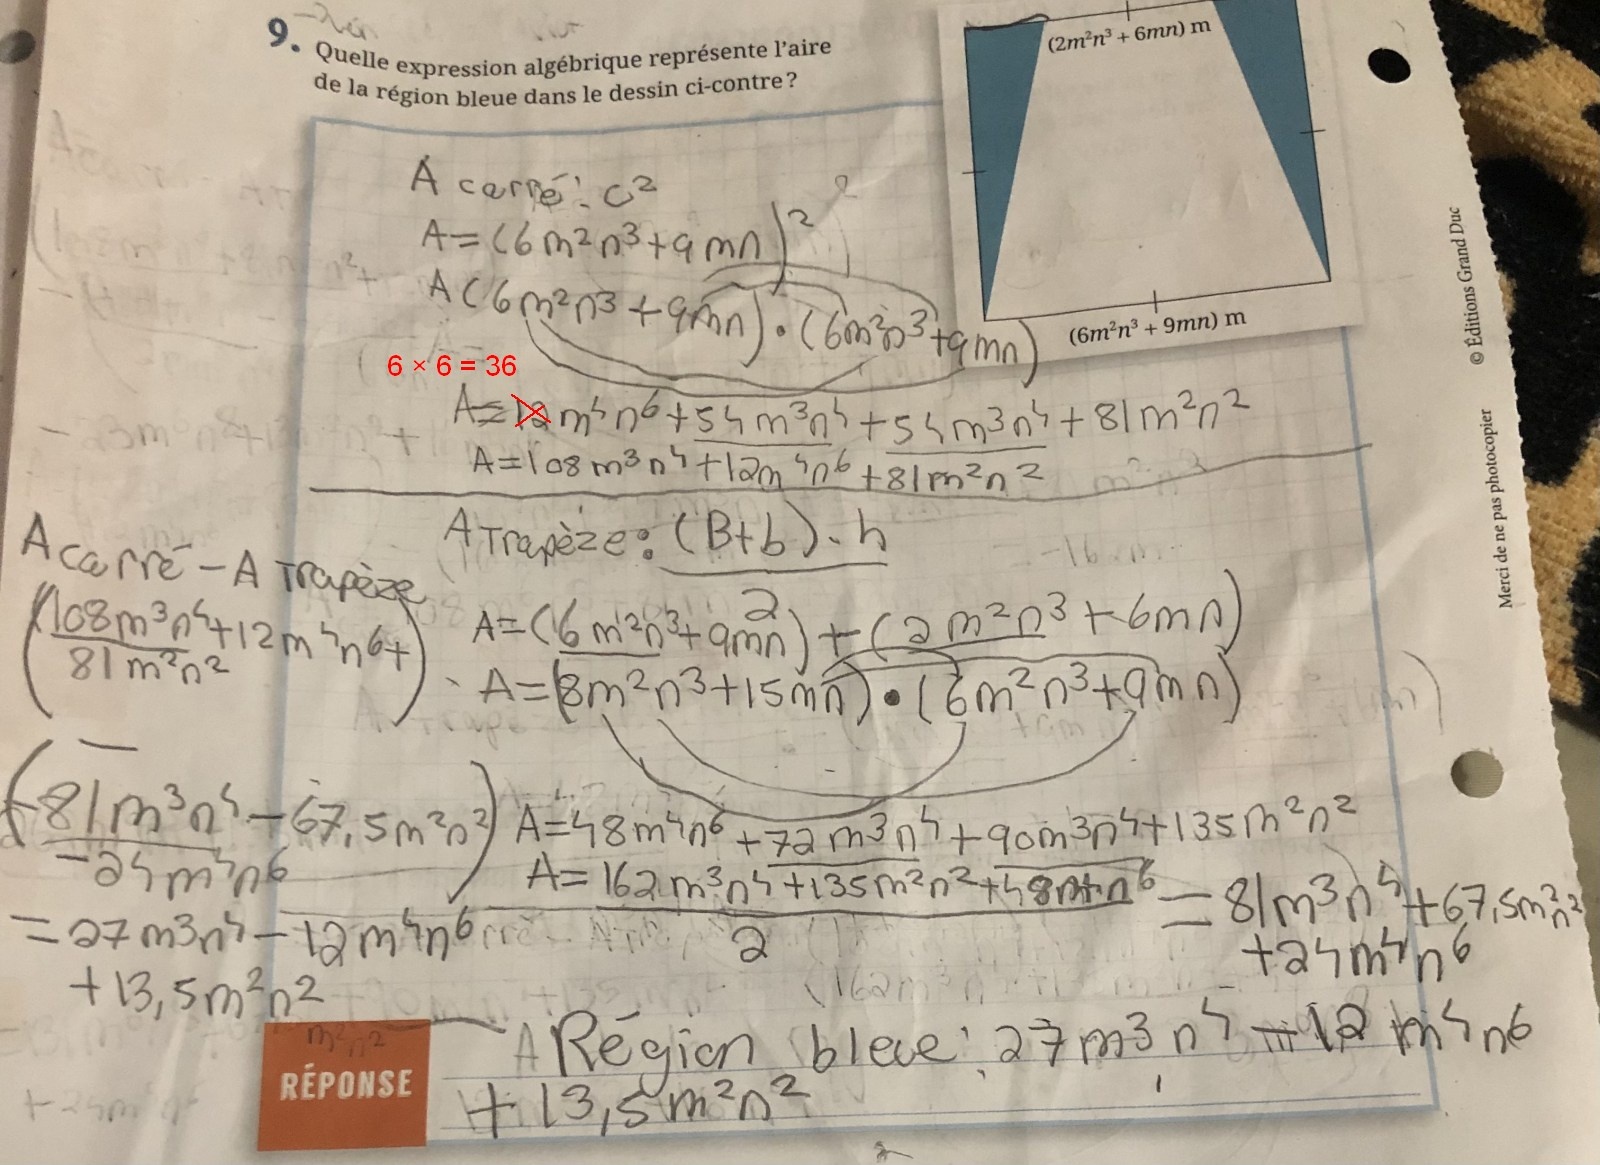 9. Quelle expression algébrique représente l'aire
de la région bleue dans le dessin ci-contre ?
(2m²n³ + 6mn) m
(6m²n³ + 9mn) m
A carré: c²
A = (6m²n³ + 9mn)²
A (6m²n³ + 9mn) • (6m²n³ + 9mn)
6 × 6 = 36
A = 12m⁴n⁶ + 54m³n⁴ + 54m³n⁴ + 81m²n²
A = 108m³n⁴ + 12m⁴n⁶ + 81m²n²
A Trapèze: (B+b) · h
2
A = (6m²n³ + 9mn) + (2m²n³ + 6mn)
A = (8m²n³ + 15mn) • (6m²n³ + 9mn)
A = 48m⁴n⁶ + 72m³n⁴ + 90m³n⁴ + 135m²n²
A = 162m³n⁴ + 135m²n² + 48m⁴n⁶ = 81m³n⁴ + 67,5m²n²
2
+ 24m⁴n⁶
A carré - A Trapèze
(108m³n⁴ + 12m⁴n⁶ +
81m²n²)
−
(-81m³n⁴ - 67,5m²n²
- 24m⁴n⁶)
= 27m³n⁴ - 12m⁴n⁶
+ 13,5m²n²
RÉPONSE
m²n²
A Région bleue: 27m³n⁴ - 12m⁴n⁶
+ 13,5m²n²
© Éditions Grand Duc
Merci de ne pas photocopier